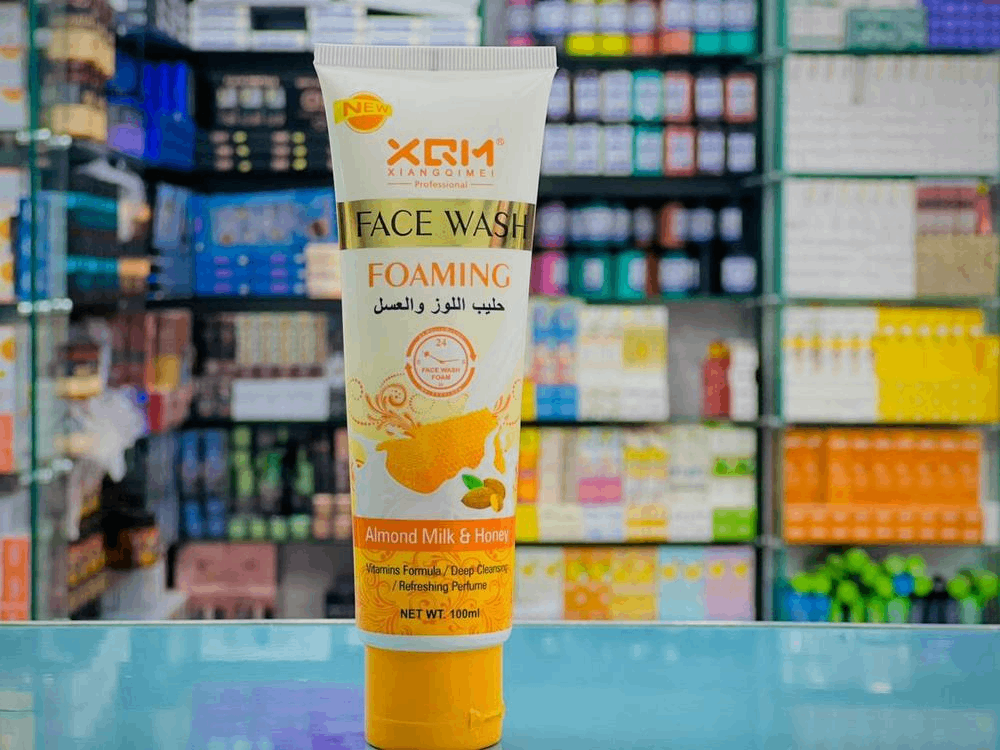 NEW
XQM®
XIANGQIMEI
Professional
FACE WASH
FOAMING
حليب اللوز والعسل
24
FACE WASH
FOAM
Almond Milk & Honey
Vitamins Formula / Deep Cleansing
/ Refreshing Perfume
NET WT. 100ml